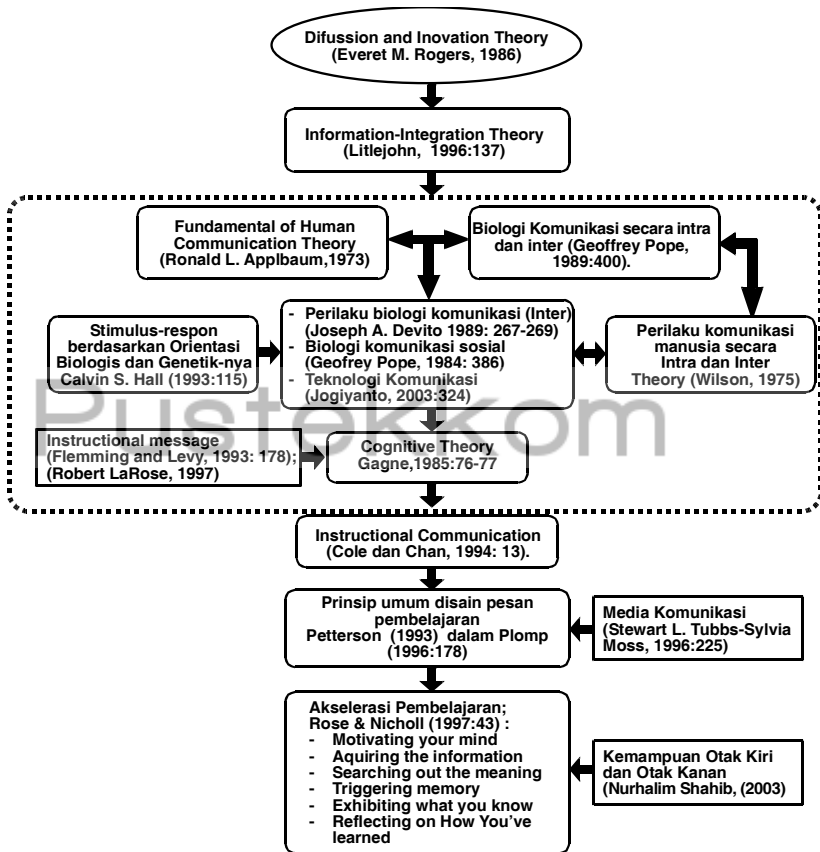 Difussion and Inovation Theory
(Everet M. Rogers, 1986)
Information-Integration Theory
(Litlejohn, 1996:137)
Fundamental of Human
Communication Theory
(Ronald L. Applbaum,1973)
Biologi Komunikasi secara intra
dan inter (Geoffrey Pope,
1989:400).
Stimulus-respon
berdasarkan Orientasi
Biologis dan Genetik-nya
Calvin S. Hall (1993:115)
- Perilaku biologi komunikasi (Inter)
(Joseph A. Devito 1989: 267-269)
- Biologi komunikasi sosial
(Geofrey Pope, 1984: 386)
- Teknologi Komunikasi
(Jogiyanto, 2003:324)
Perilaku komunikasi
manusia secara
Intra dan Inter
Theory (Wilson, 1975)
Pustekkom
Instructional message
(Flemming and Levy, 1993: 178);
(Robert LaRose, 1997)
Cognitive Theory
Gagne,1985:76-77
Instructional Communication
(Cole dan Chan, 1994: 13).
Prinsip umum disain pesan
pembelajaran
Petterson (1993) dalam Plomp
(1996:178)
Media Komunikasi
(Stewart L. Tubbs-Sylvia
Moss, 1996:225)
Akselerasi Pembelajaran;
Rose & Nicholl (1997:43) :
- Motivating your mind
- Aquiring the information
- Searching out the meaning
- Triggering memory
- Exhibiting what you know
- Reflecting on How You've
learned
Kemampuan Otak Kiri
dan Otak Kanan
(Nurhalim Shahib, (2003)